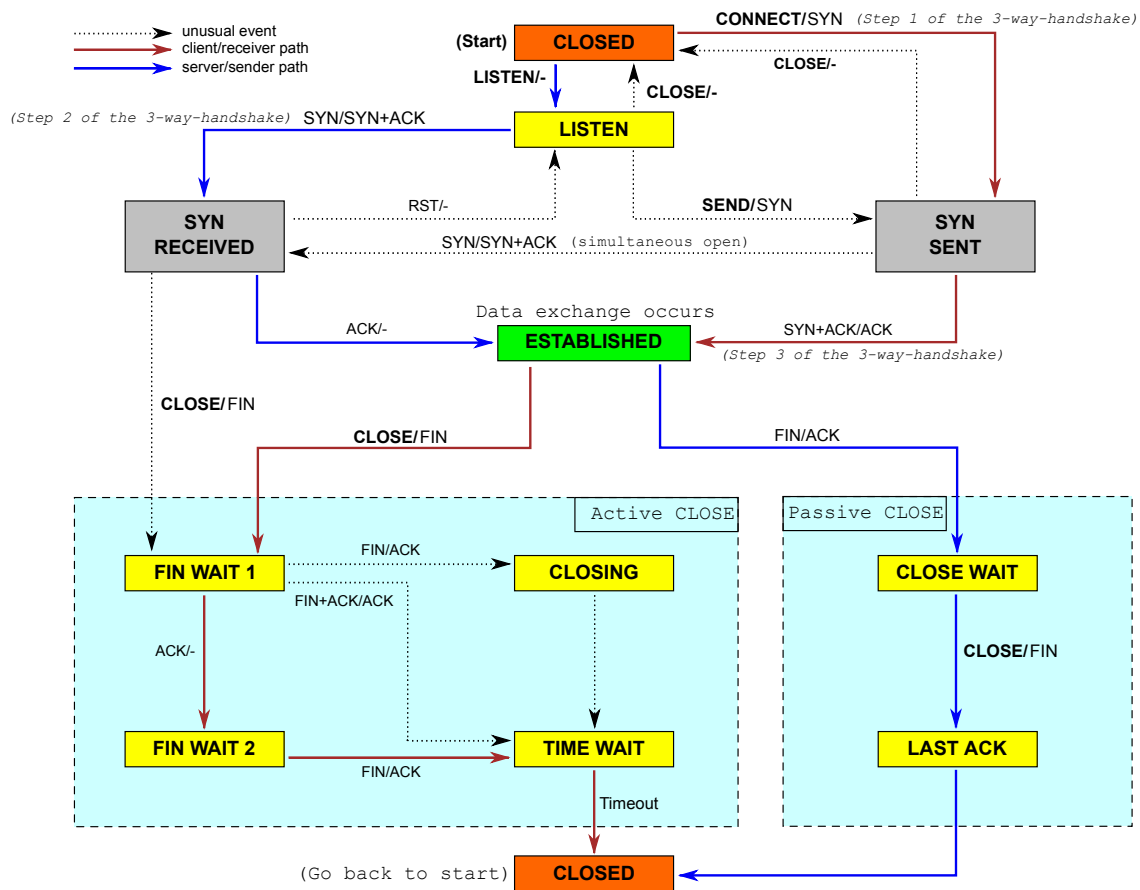 unusual event
client/receiver path
server/sender path
(Start)
CLOSED
CONNECT/SYN (Step 1 of the 3-way-handshake)
CLOSE/-
LISTEN/-
CLOSE/-
(Step 2 of the 3-way-handshake)
SYN/SYN+ACK
LISTEN
RST/-
SEND/SYN
SYN
RECEIVED
SYN/SYN+ACK (simultaneous open)
SYN
SENT
Data exchange occurs
ACK/-
ESTABLISHED
SYN+ACK/ACK
(Step 3 of the 3-way-handshake)
CLOSE/FIN
CLOSE/FIN
FIN/ACK
Active CLOSE
Passive CLOSE
FIN WAIT 1
FIN/ACK
CLOSING
CLOSE WAIT
FIN+ACK/ACK
ACK/-
CLOSE/FIN
FIN WAIT 2
FIN/ACK
TIME WAIT
LAST ACK
Timeout
(Go back to start)
CLOSED